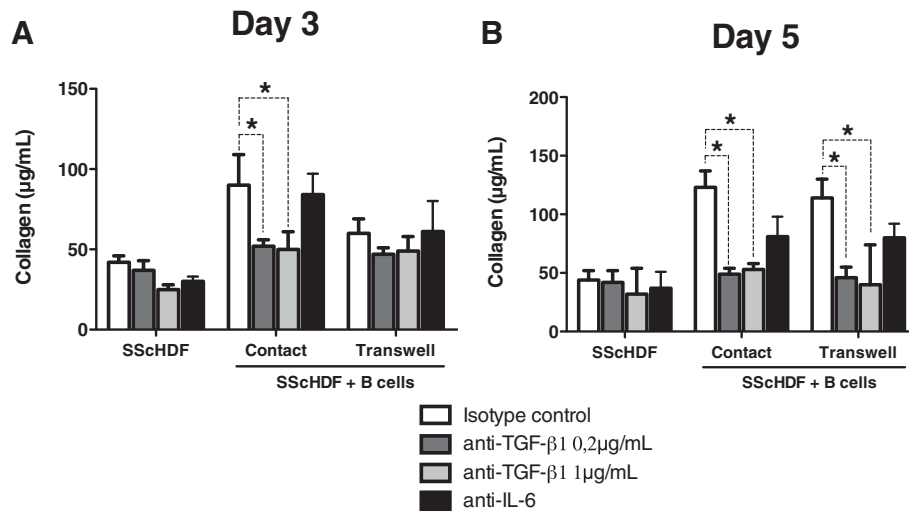 A
Day 3
Collagen (µg/mL)
150
100
50
0
*
*
SScHDF
Contact
Transwell
SScHDF + B cells
B
Day 5
Collagen (µg/mL)
200
150
100
50
0
*
*
*
*
SScHDF
Contact
Transwell
SScHDF + B cells
Isotype control
anti-TGF-β1 0,2µg/mL
anti-TGF-β1 1µg/mL
anti-IL-6